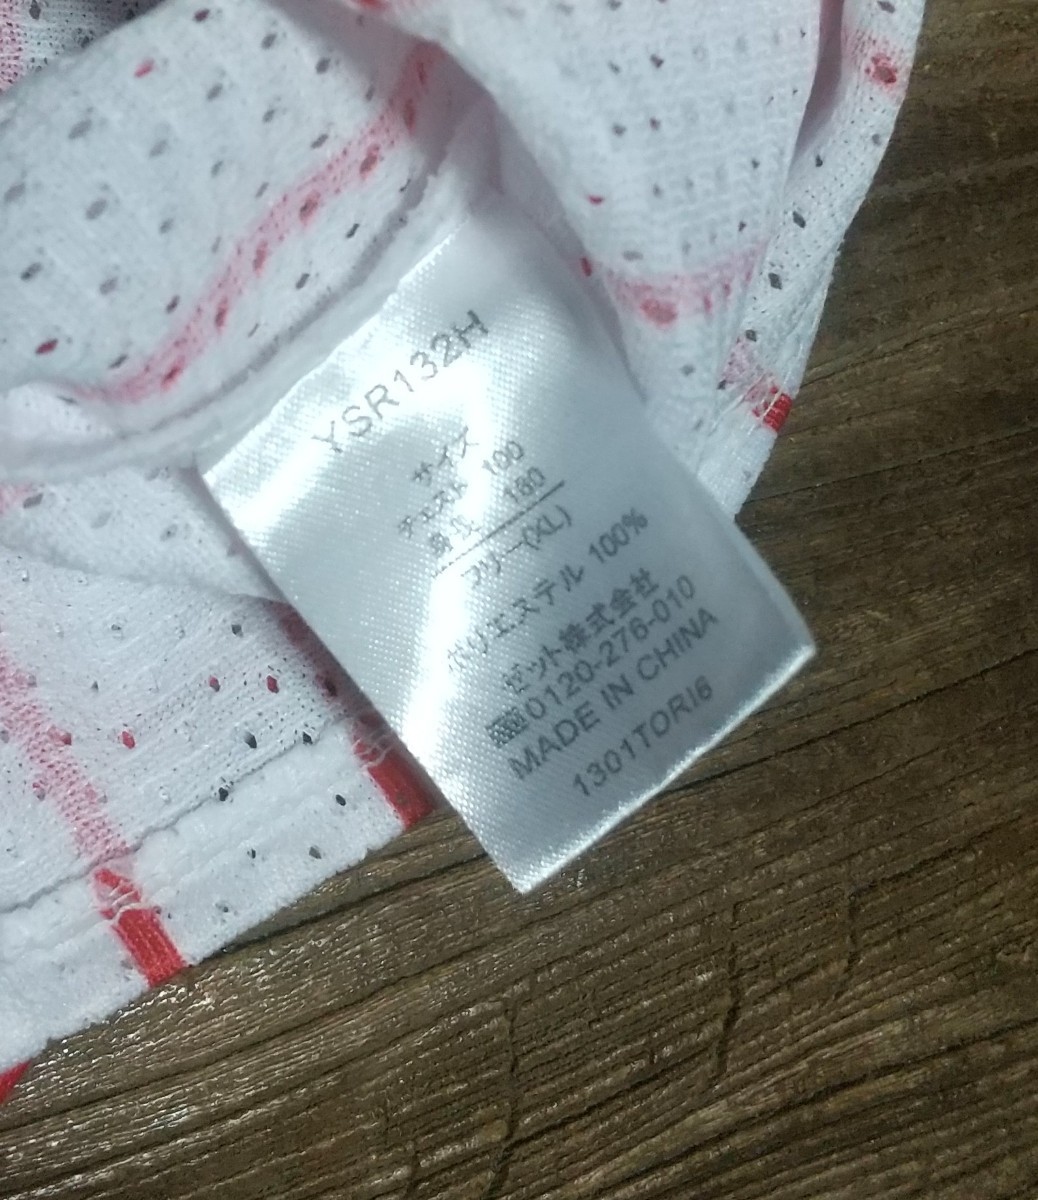 YSR132H
サイズ
チェスト 100
身丈 180
フリー(XL)
ポリエステル 100%
ゼット株式会社
0120-276-010
MADE IN CHINA
1301TORI6